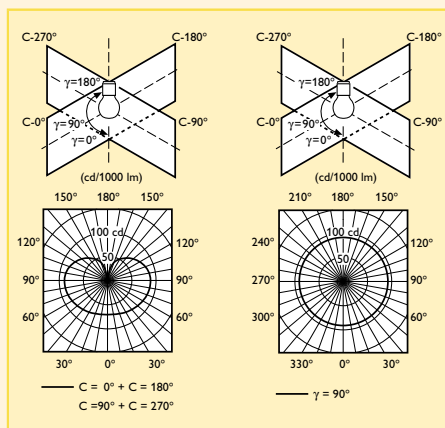 C-270° C-180°
γ=180°
C-0° γ=90° C-90°
γ=0°
(cd/1000 lm)
150° 180° 150°
120° 100 cd 120°
50
90° 90°
60° 60°
30° 0° 30°
C = 0° + C = 180°
C =90° + C = 270°
C-270° C-180°
γ=180°
C-0° γ=90° C-90°
γ=0°
(cd/1000 lm)
210° 180° 150°
240° 100 cd 120°
50
270° 90°
300° 60°
330° 0° 30°
γ = 90°